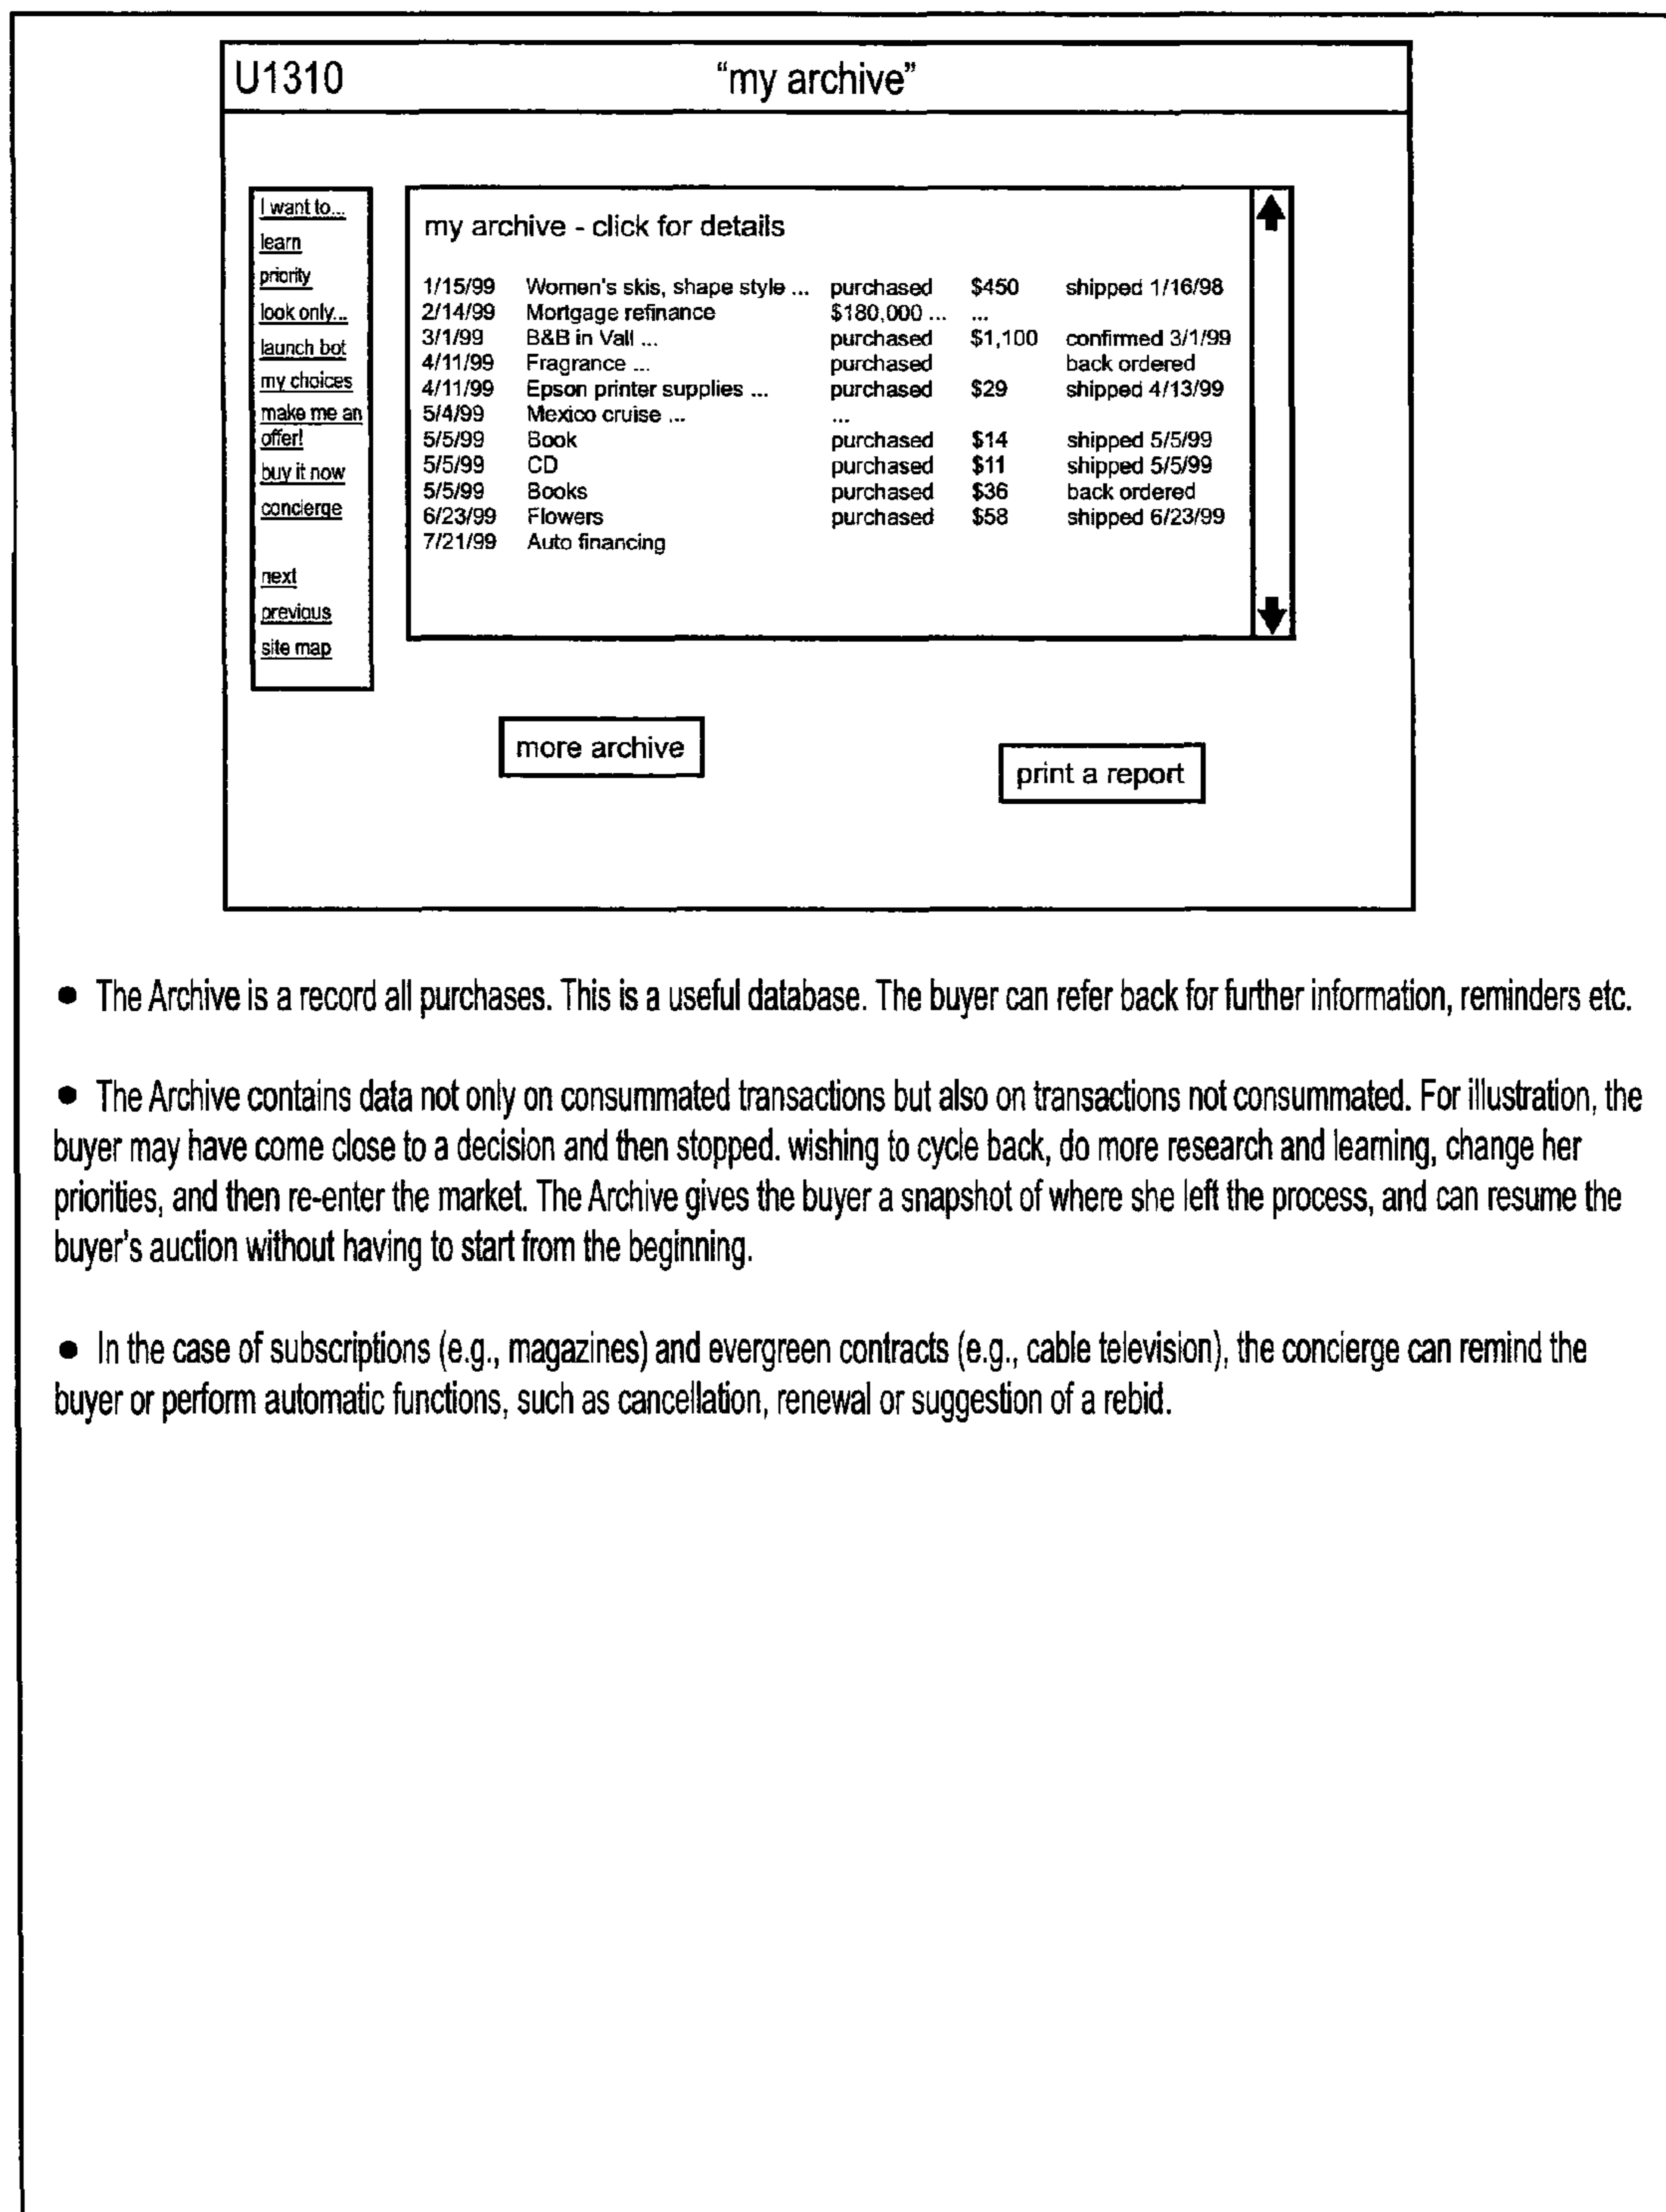 U1310 “my archive”
I want to...
learn
priority
look only...
launch bot
my choices
make me an
offer!
buy it now
concierge
next
previous
site map
my archive - click for details
1/15/99 Women's skis, shape style ... purchased $450 shipped 1/16/98
2/14/99 Mortgage refinance $180,000 ... ...
3/1/99 B&B in Vall ... purchased $1,100 confirmed 3/1/99
4/11/99 Fragrance ... purchased back ordered
4/11/99 Epson printer supplies ... purchased $29 shipped 4/13/99
5/4/99 Mexico cruise ... ...
5/5/99 Book purchased $14 shipped 5/5/99
5/5/99 CD purchased $11 shipped 5/5/99
5/5/99 Books purchased $36 back ordered
6/23/99 Flowers purchased $58 shipped 6/23/99
7/21/99 Auto financing
more archive
print a report
● The Archive is a record all purchases. This is a useful database. The buyer can refer back for further information, reminders etc.
● The Archive contains data not only on consummated transactions but also on transactions not consummated. For illustration, the
buyer may have come close to a decision and then stopped. wishing to cycle back, do more research and learning, change her
priorities, and then re-enter the market. The Archive gives the buyer a snapshot of where she left the process, and can resume the
buyer's auction without having to start from the beginning.
● In the case of subscriptions (e.g., magazines) and evergreen contracts (e.g., cable television), the concierge can remind the
buyer or perform automatic functions, such as cancellation, renewal or suggestion of a rebid.